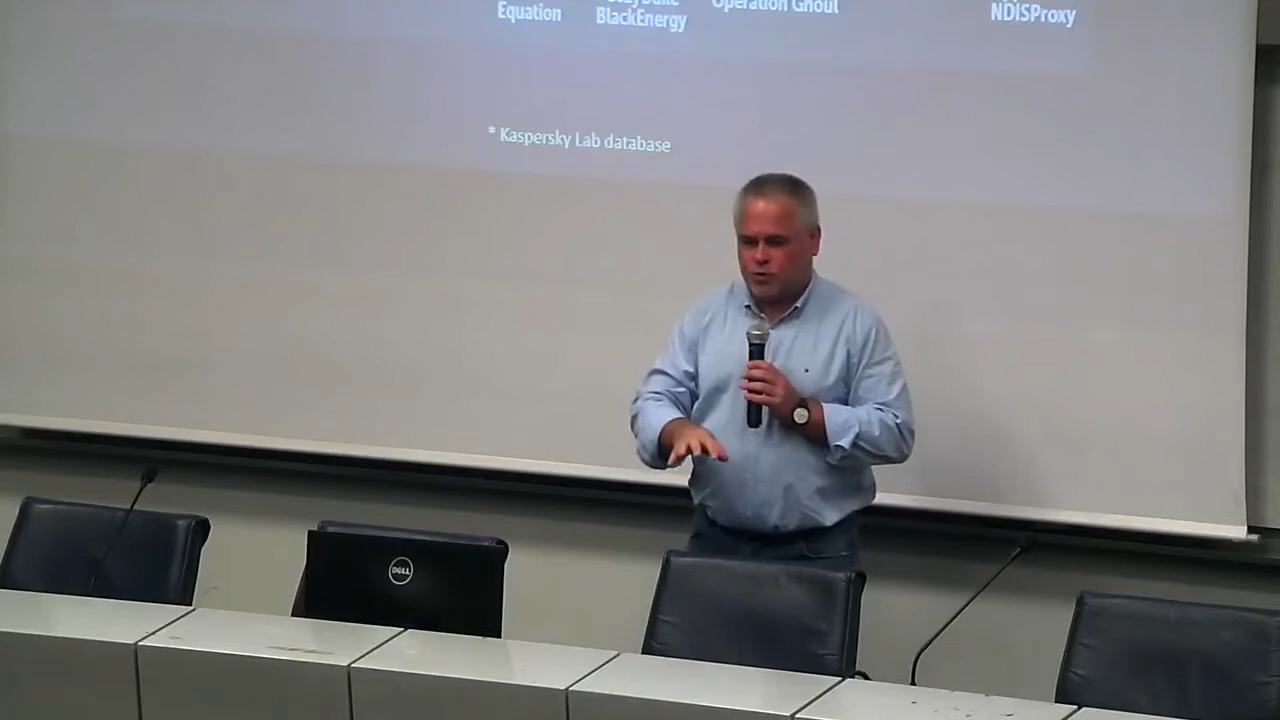 Equation
BlackEnergy
Operation Ghoul
NDISProxy
* Kaspersky Lab database
DELL